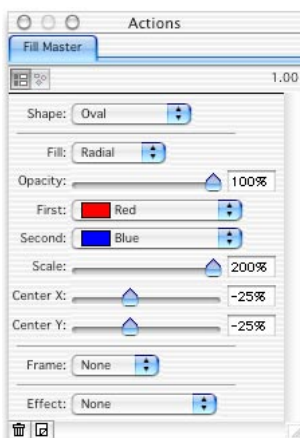 Actions
Fill Master
1.00
Shape: Oval
Fill: Radial
Opacity: 100%
First: Red
Second: Blue
Scale: 200%
Center X: -25%
Center Y: -25%
Frame: None
Effect: None